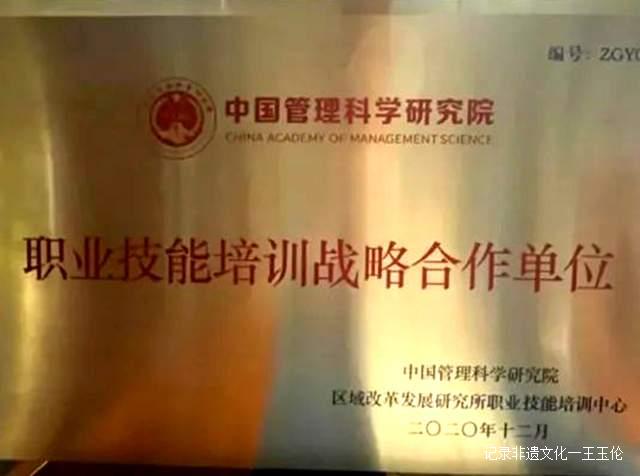 编号：ZGY
中国管理科学研究院
CHINA ACADEMY OF MANAGEMENT SCIENCE
职业技能培训战略合作单位
中国管理科学研究院
区域改革发展研究所职业技能培训中心
二〇二〇年十二月
记录非遗文化一王玉伦